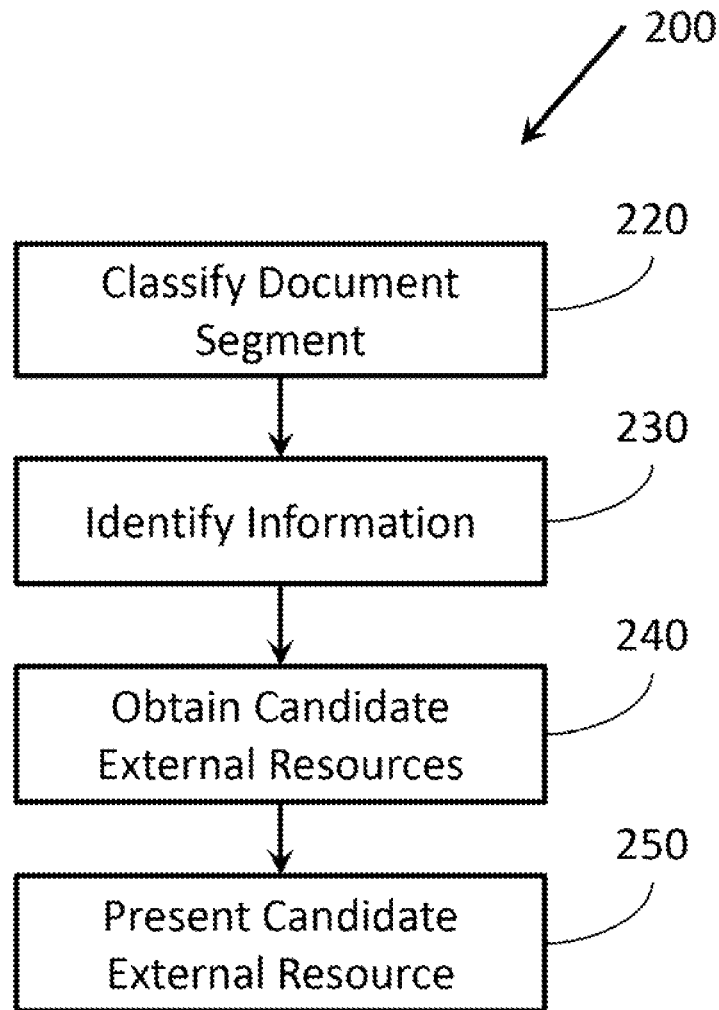 200
220
Classify Document
Segment
230
Identify Information
240
Obtain Candidate
External Resources
250
Present Candidate
External Resource